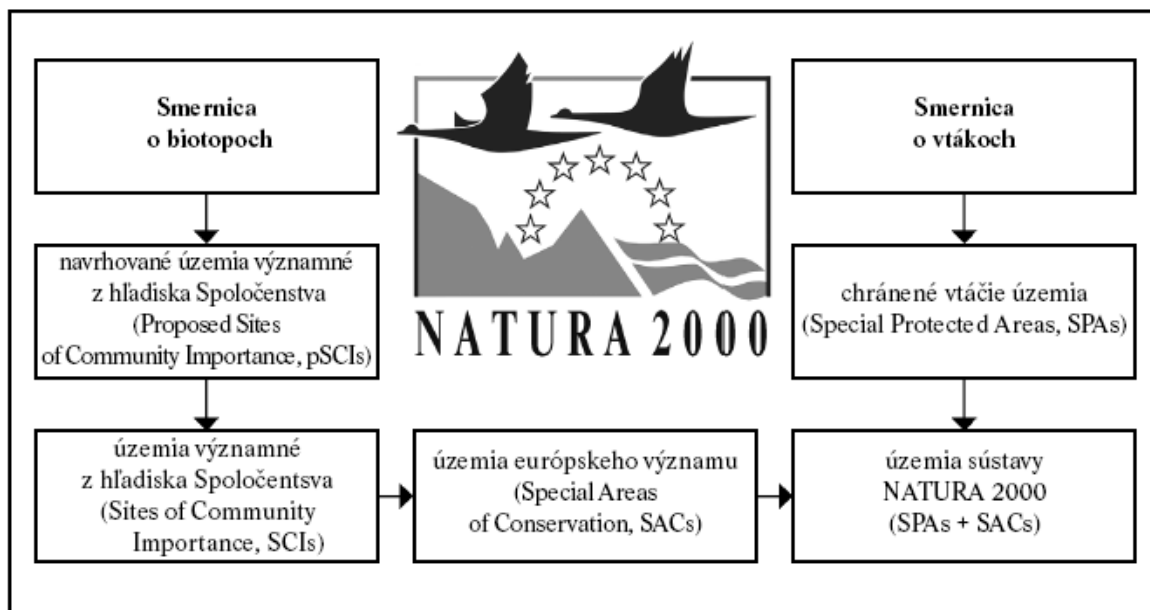 Smernica
o biotopoch
navrhované územia významné
z hľadiska Spoločenstva
(Proposed Sites
of Community Importance, pSCIs)
územia významné
z hľadiska Spoločentsva
(Sites of Community
Importance, SCIs)
NATURA 2000
územia európskeho významu
(Special Areas
of Conservation, SACs)
Smernica
o vtákoch
chránené vtáčie územia
(Special Protected Areas, SPAs)
územia sústavy
NATURA 2000
(SPAs + SACs)